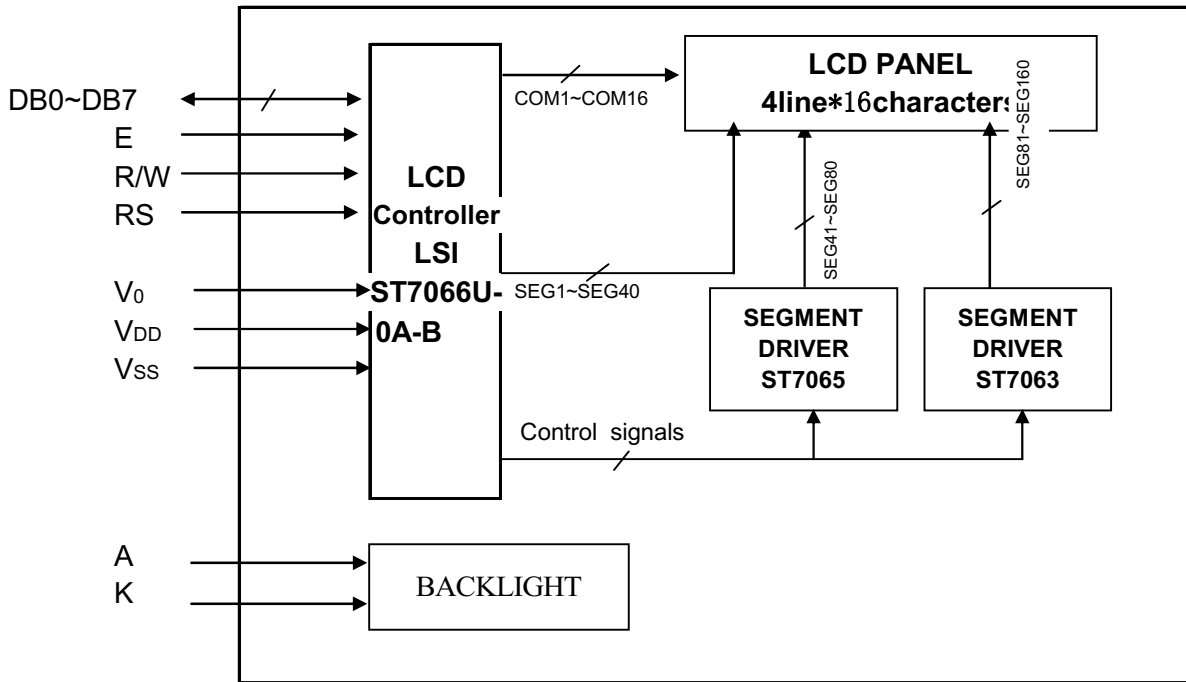 DB0~DB7
E
R/W
RS
V0
VDD
VSS
A
K
LCD
Controller
LSI
ST7066U-
0A-B
COM1~COM16
SEG1~SEG40
Control signals
LCD PANEL
4line*16characters
SEG41~SEG80
SEG81~SEG160
SEGMENT
DRIVER
ST7065
SEGMENT
DRIVER
ST7063
BACKLIGHT